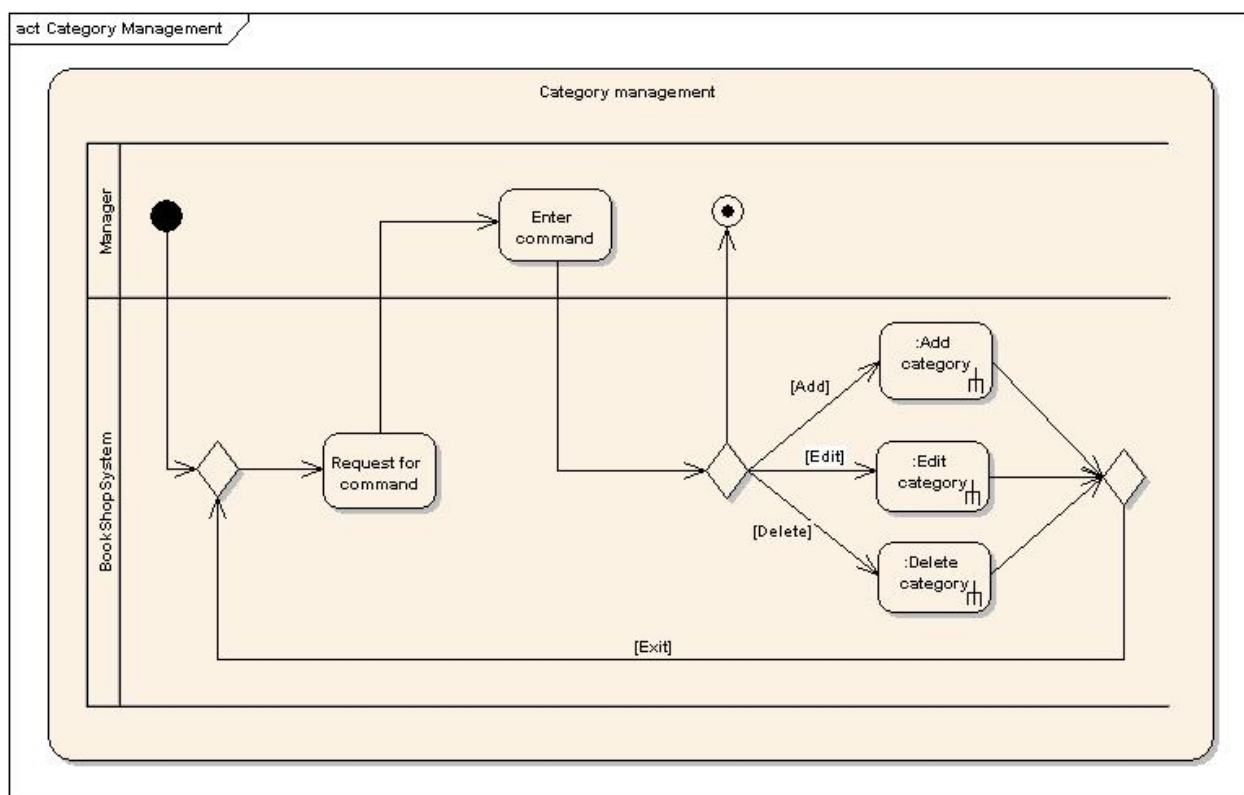 act Category Management
Category management
Manager
Enter
command
BookShopSystem
Request for
command
[Add]
:Add
category
[Edit]
:Edit
category
[Delete]
:Delete
category
[Exit]